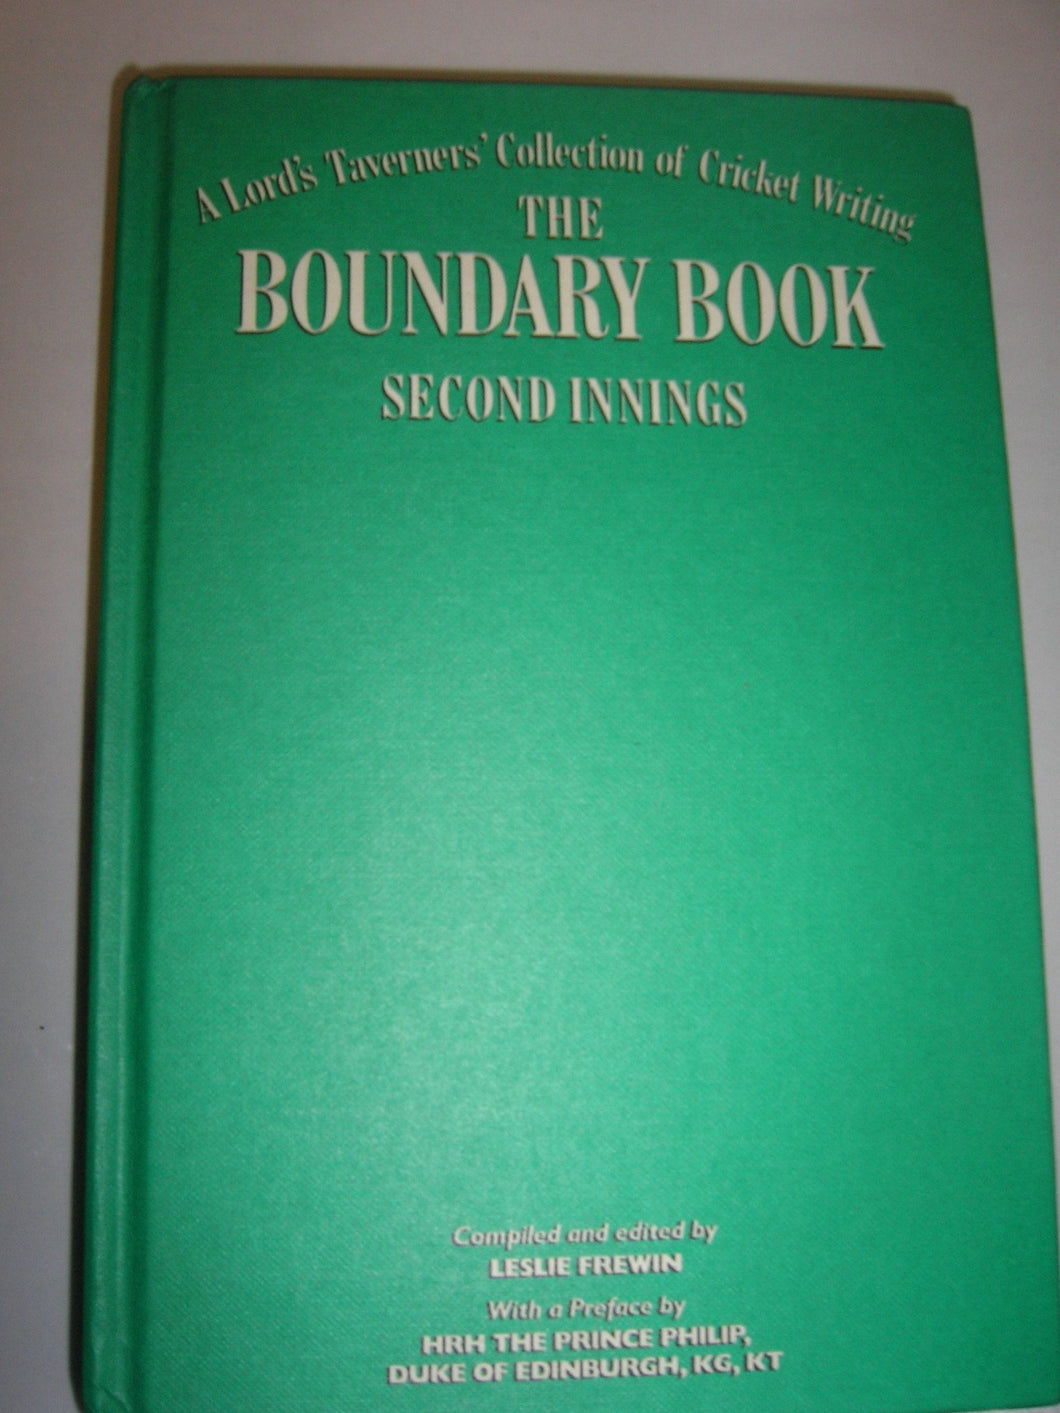 A Lord's Taverners' Collection of Cricket Writing
THE
BOUNDARY BOOK
SECOND INNINGS
Compiled and edited by
LESLIE FREWIN
With a Preface by
HRH THE PRINCE PHILIP,
DUKE OF EDINBURGH, KG, KT